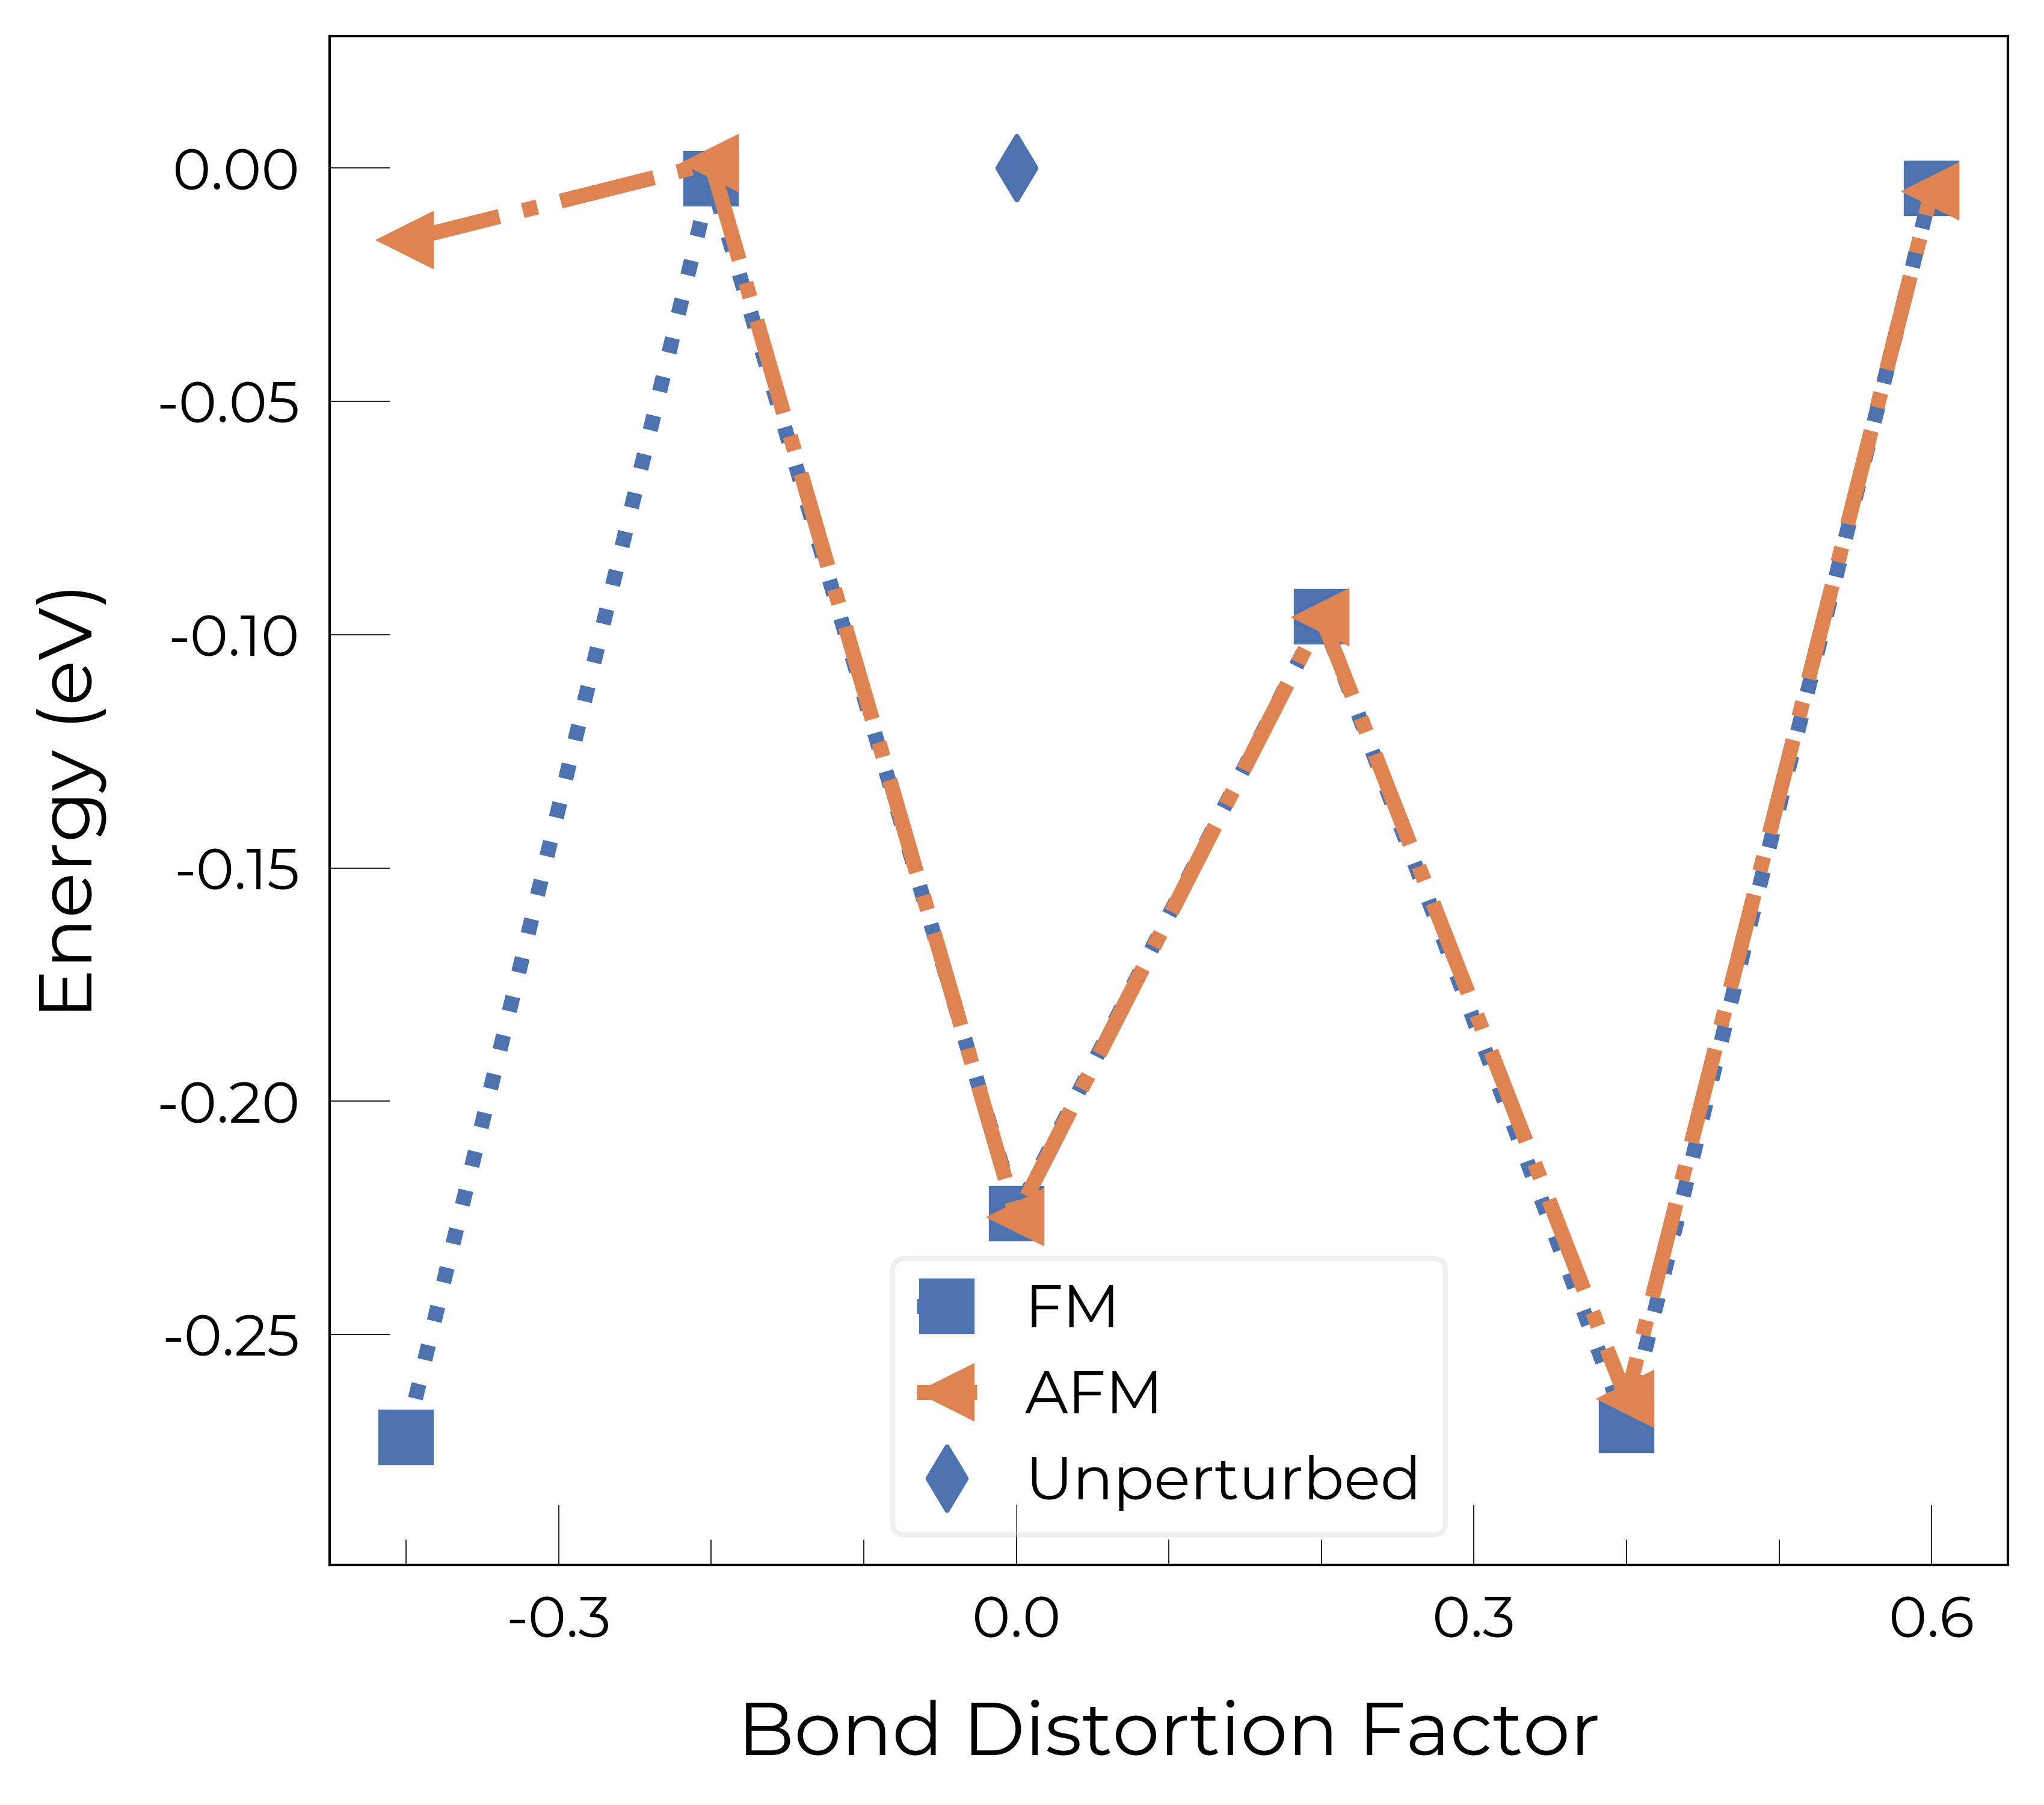 0.00
-0.05
-0.10
-0.15
-0.20
-0.25
Energy (eV)
FM
AFM
Unperturbed
-0.3 0.0 0.3 0.6
Bond Distortion Factor